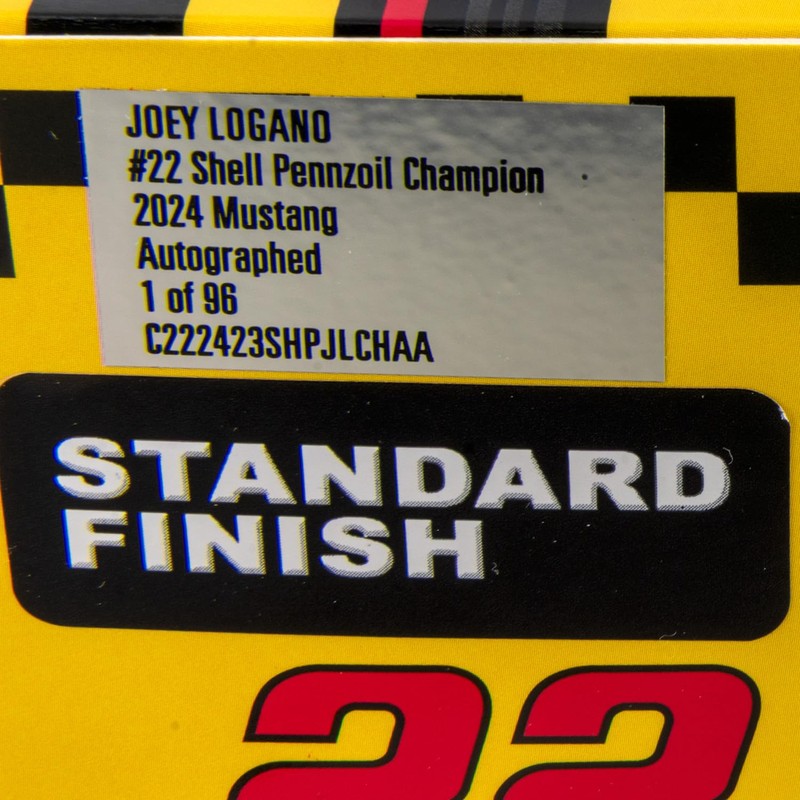 JOEY LOGANO
#22 Shell Pennzoil Champion
2024 Mustang
Autographed
1 of 96
C222423SHPJLCHAA
STANDARD
FINISH
22